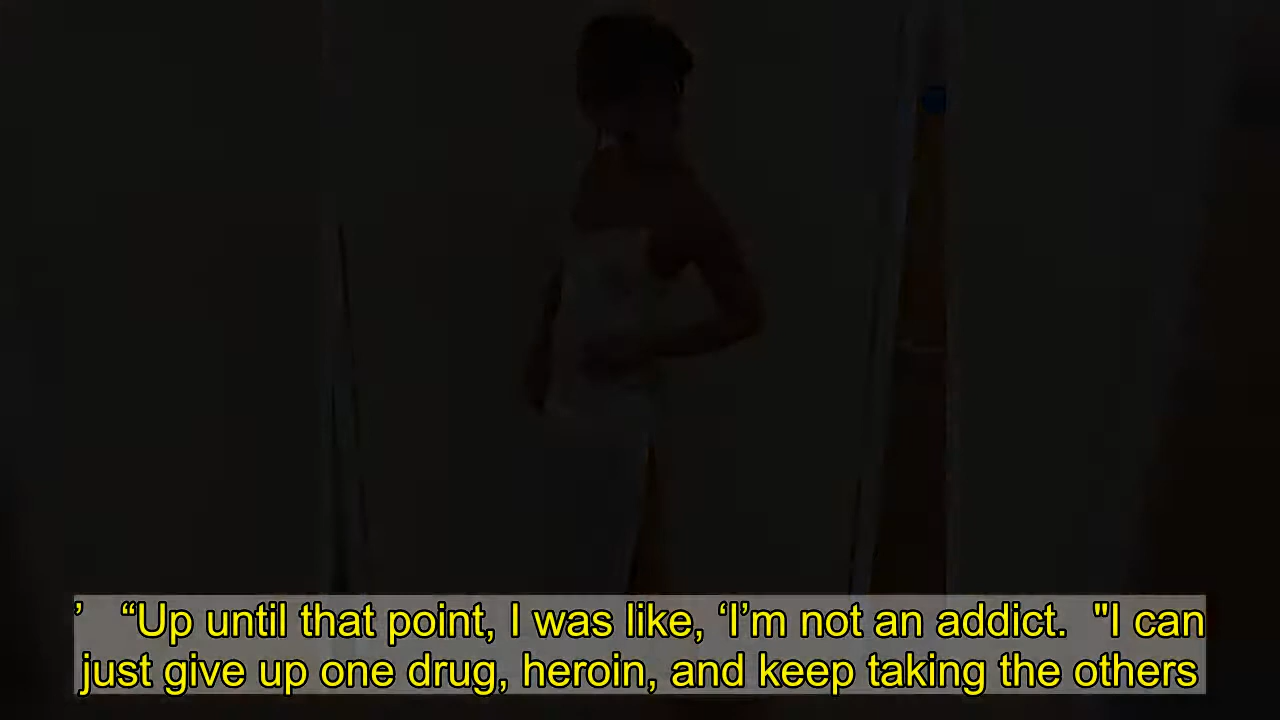 ’ “Up until that point, I was like, ‘I’m not an addict. "I can
just give up one drug, heroin, and keep taking the others